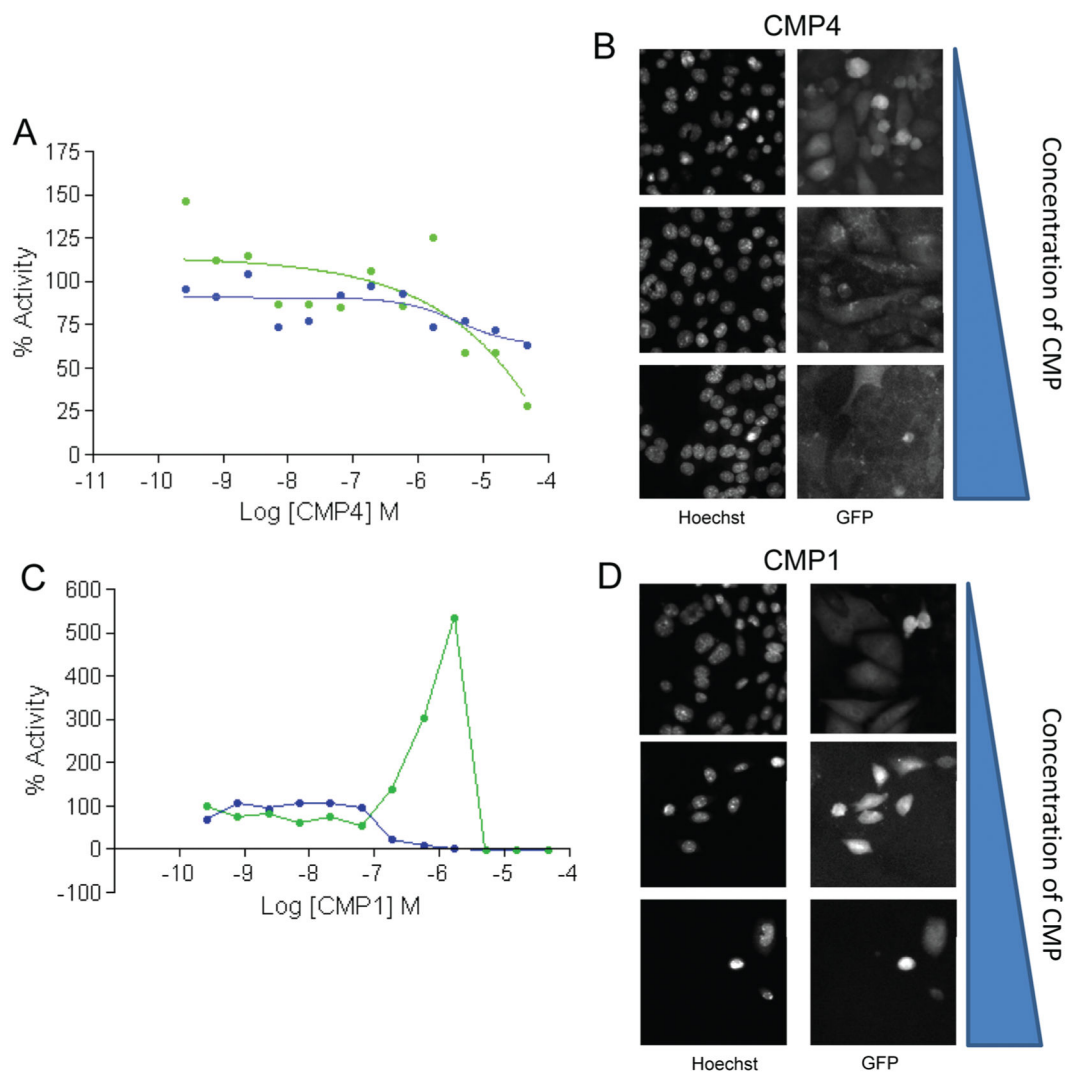 A
175
150
125
100
75
50
25
0
% Activity
-11 -10 -9 -8 -7 -6 -5 -4
Log [CMP4] M
B
CMP4
Hoechst GFP
Concentration of CMP
C
600
500
400
300
200
100
0
-100
% Activity
-10 -9 -8 -7 -6 -5 -4
Log [CMP1] M
D
CMP1
Hoechst GFP
Concentration of CMP